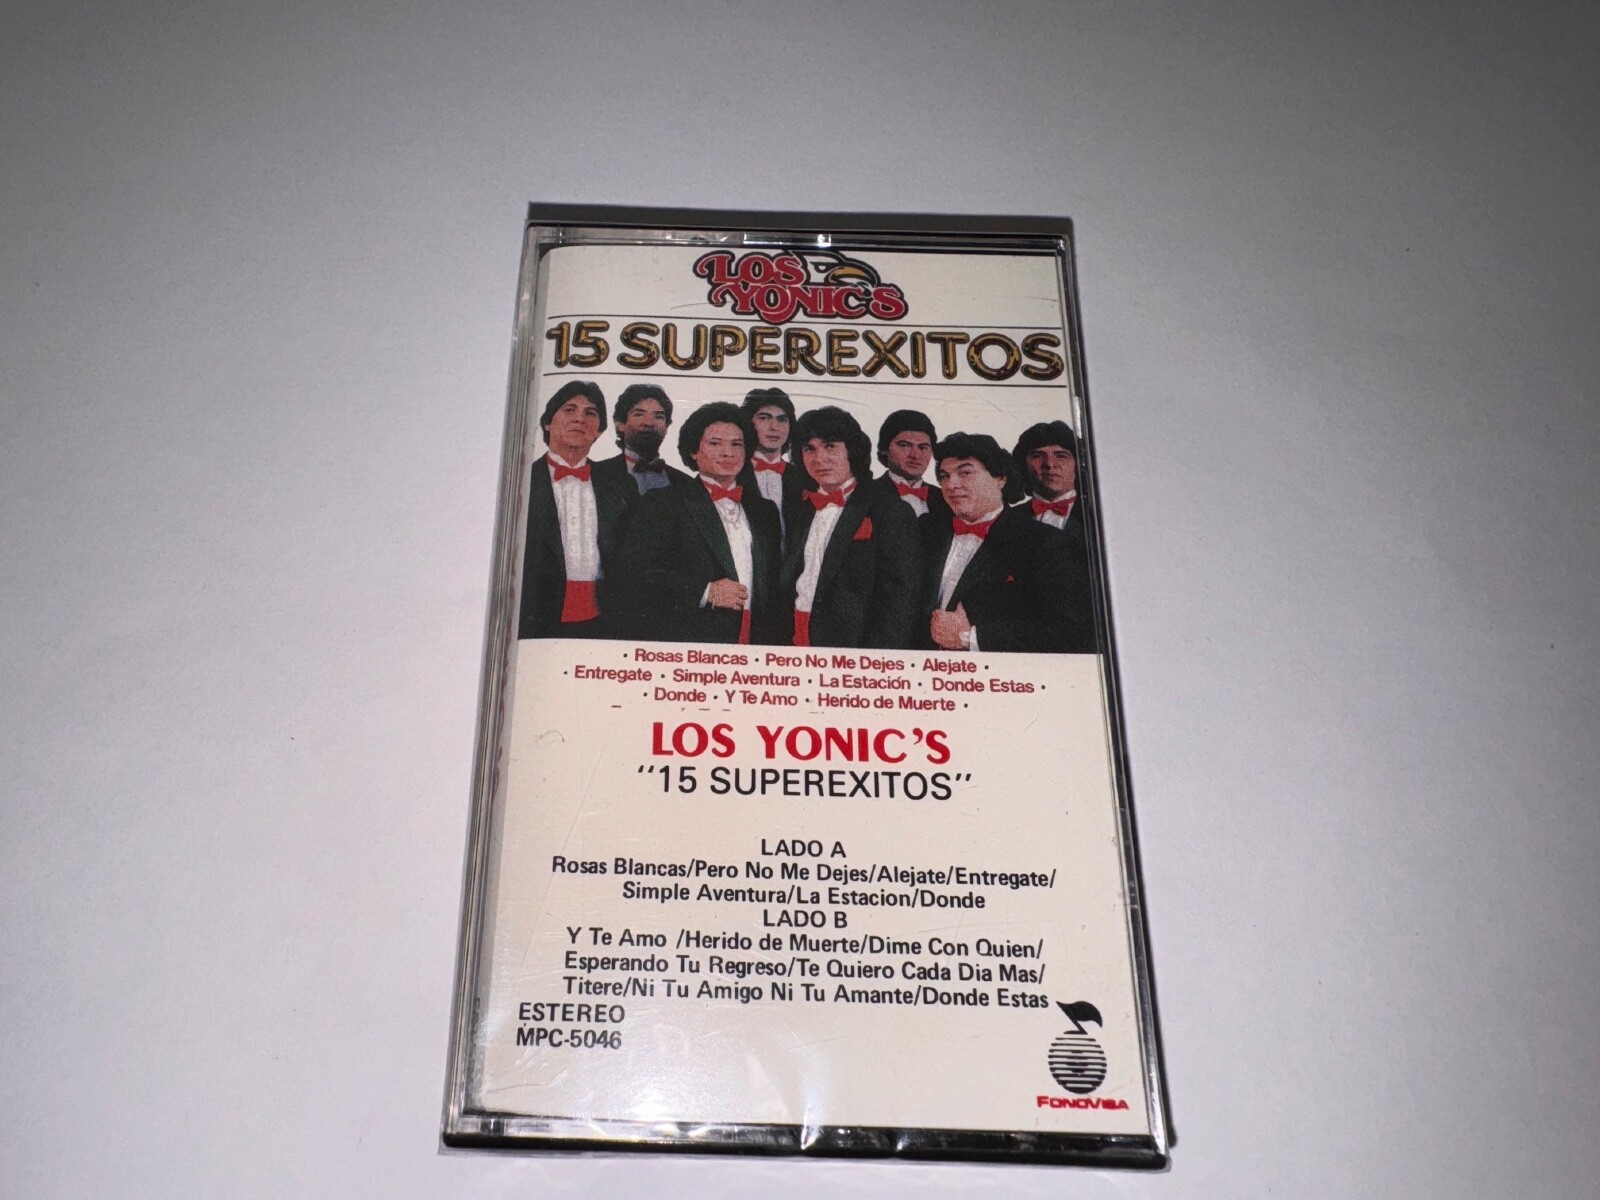 LOS
YONIC'S
15 SUPEREXITOS
· Rosas Blancas · Pero No Me Dejes · Alejate ·
· Entregate · Simple Aventura · La Estación · Donde Estas ·
· Donde · Y Te Amo · Herido de Muerte ·
LOS YONIC'S
"15 SUPEREXITOS"
LADO A
Rosas Blancas/Pero No Me Dejes/Alejate/Entregate/
Simple Aventura/La Estacion/Donde
LADO B
Y Te Amo /Herido de Muerte/Dime Con Quien/
Esperando Tu Regreso/Te Quiero Cada Dia Mas/
Titere/Ni Tu Amigo Ni Tu Amante/Donde Estas
ESTEREO
MPC-5046
FONOVISA